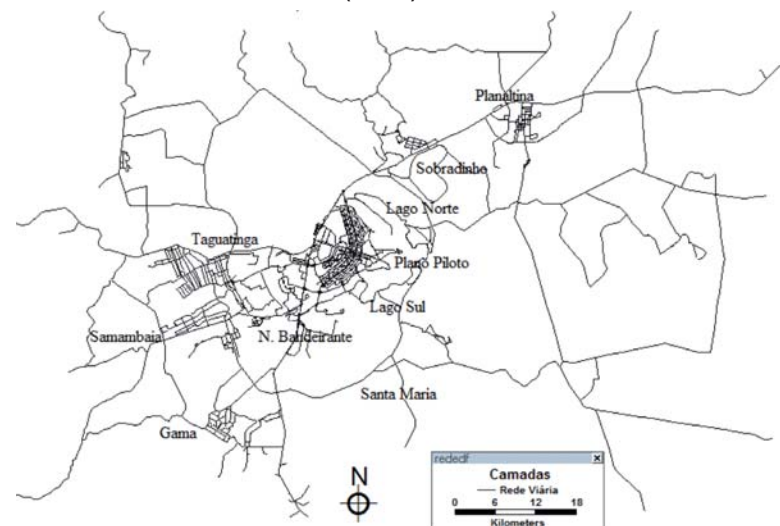 Planaltina
Sobradinho
Lago Norte
Taguatinga
Plano Piloto
Lago Sul
Samambaia
N. Bandeirante
Santa Maria
Gama
N
rededf
Camadas
Rede Viária
0 6 12 18
Kilometers